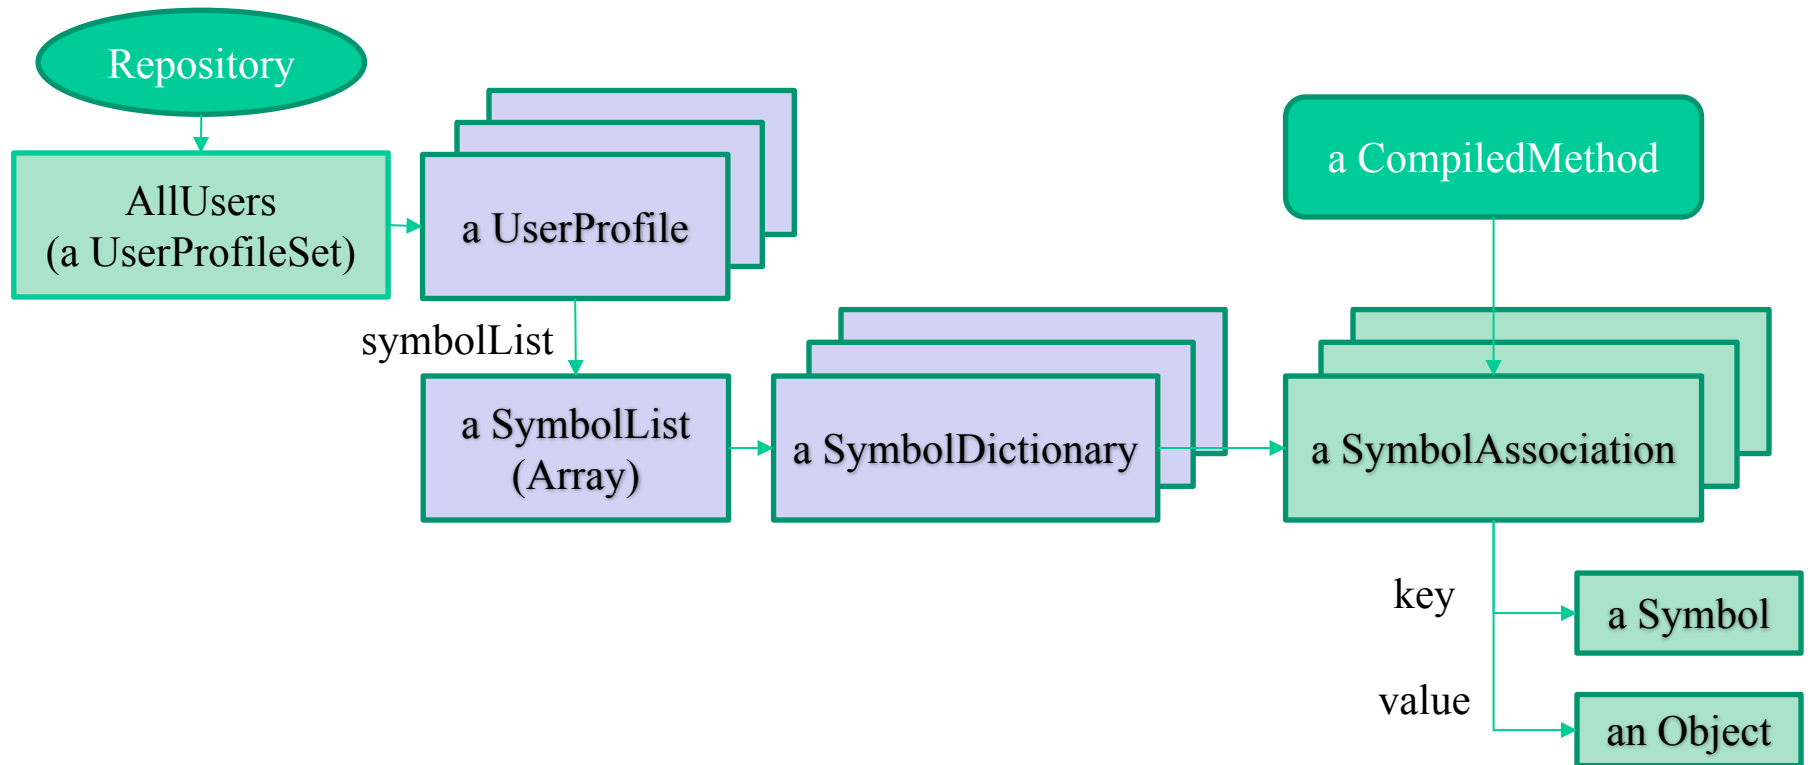 Repository
AllUsers
(a UserProfileSet)
a UserProfile
a CompiledMethod
symbolList
a SymbolList
(Array)
a SymbolDictionary
a SymbolAssociation
key
a Symbol
value
an Object